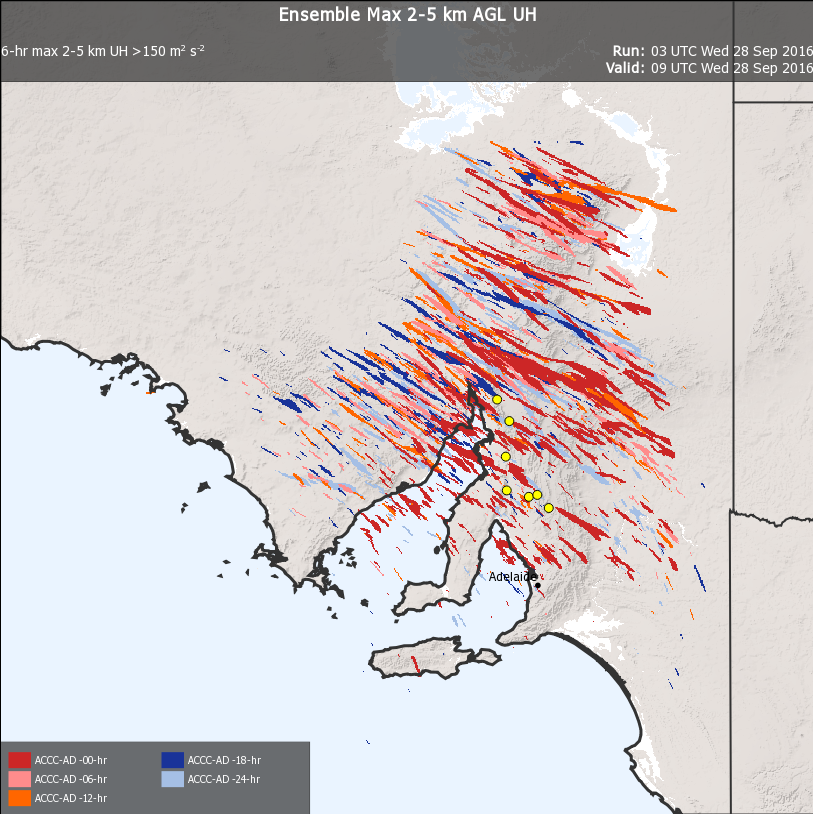 Ensemble Max 2-5 km AGL UH
6-hr max 2-5 km UH >150 m² s⁻²
Run: 03 UTC Wed 28 Sep 2016
Valid: 09 UTC Wed 28 Sep 2016
Adelaide
ACCC-AD -00-hr
ACCC-AD -06-hr
ACCC-AD -12-hr
ACCC-AD -18-hr
ACCC-AD -24-hr